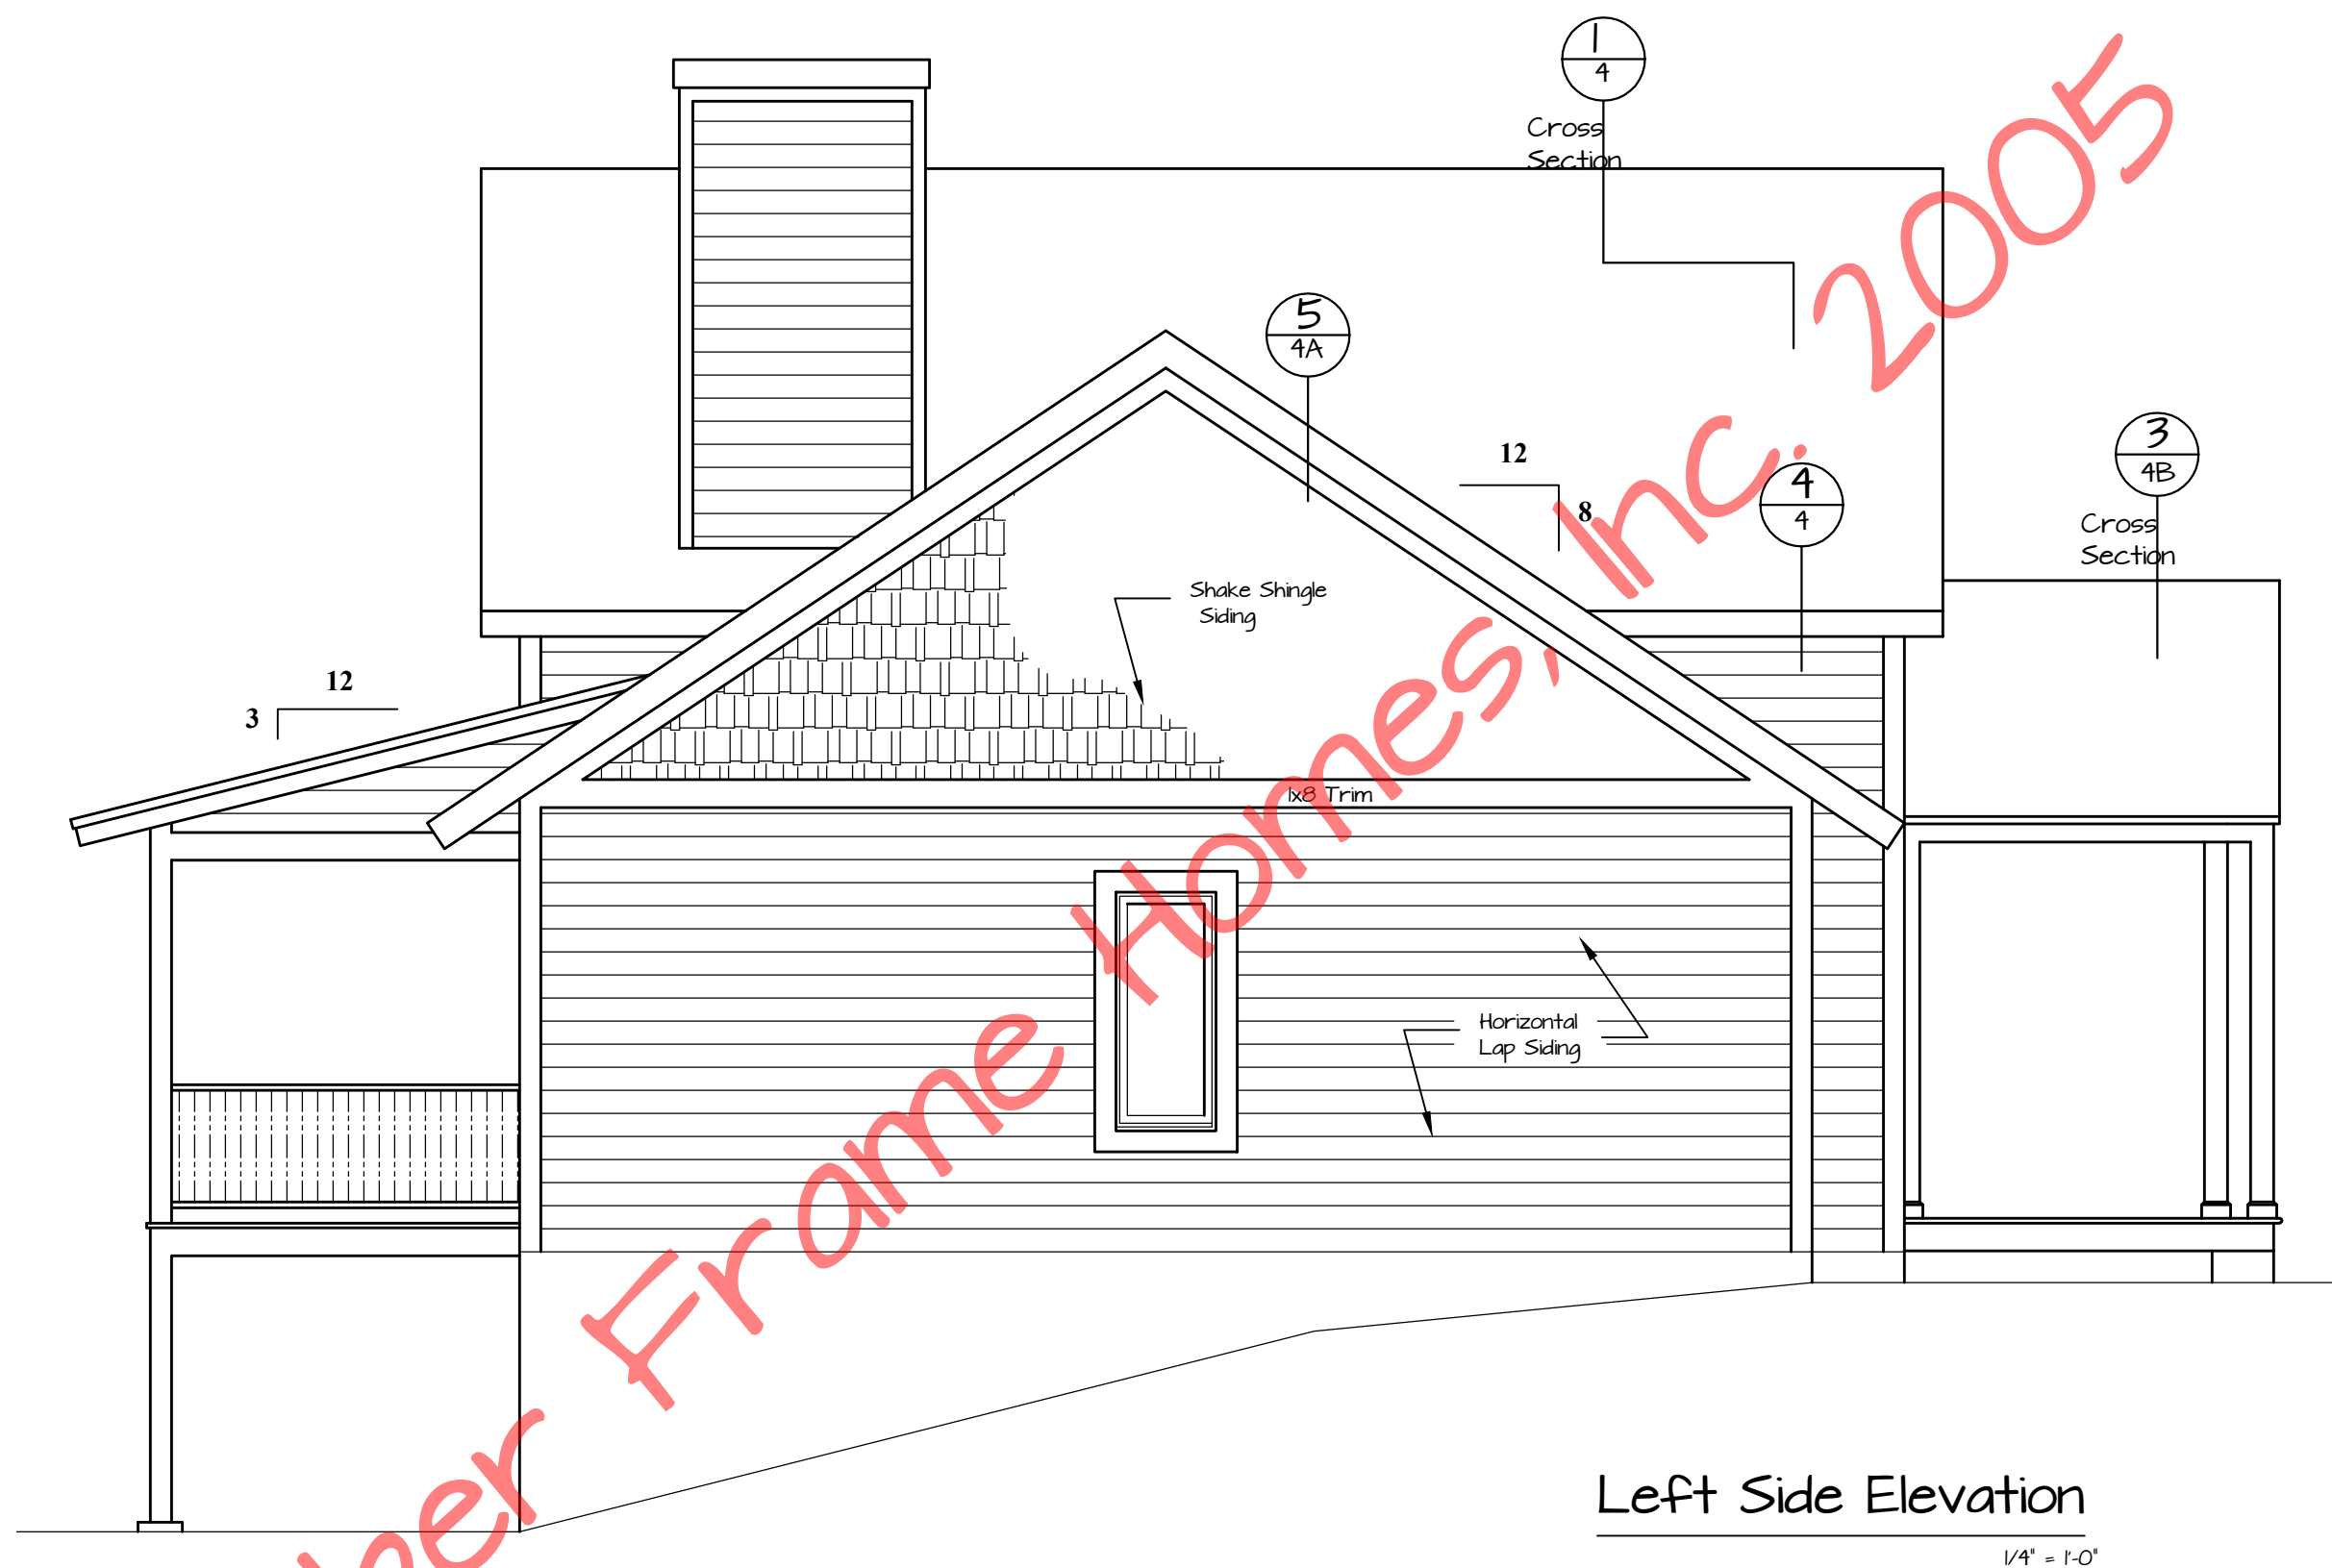 1
4
Cross
Section
5
4A
12
8
4
4
3
4B
Cross
Section
Shake Shingle
Siding
12
3
1x8 Trim
Horizontal
Lap Siding
Frame Homes, Inc. 2005
Left Side Elevation
1/4" = 1'-0"